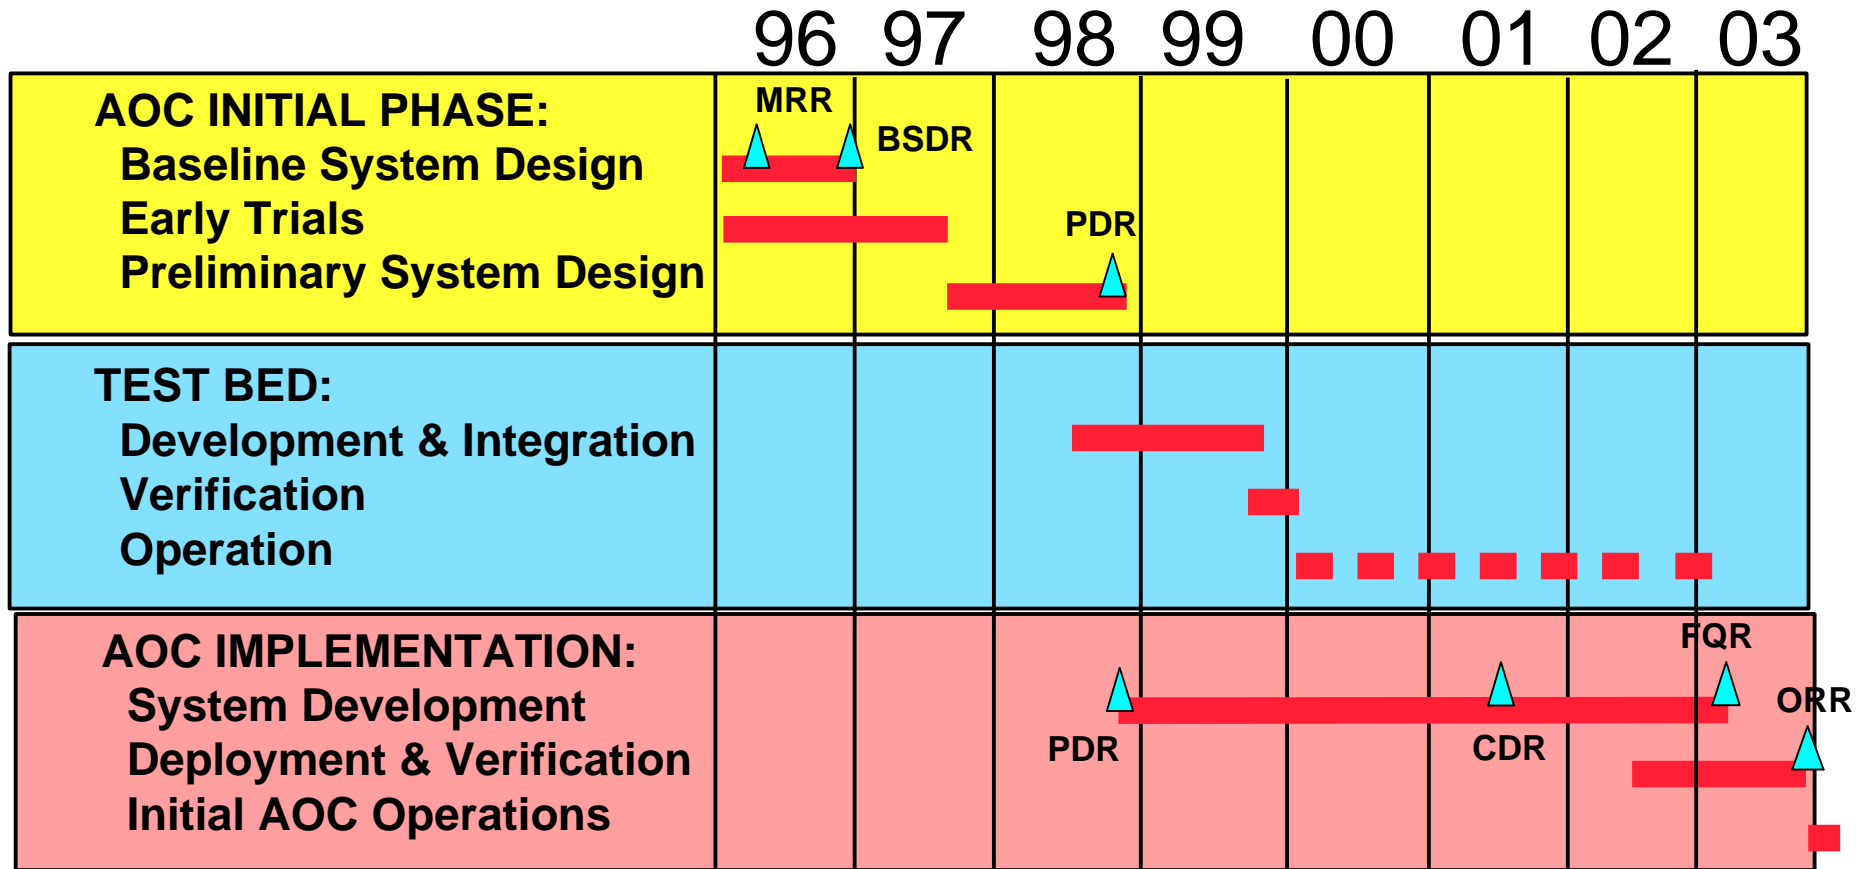 96 97 98 99 00 01 02 03
AOC INITIAL PHASE:
MRR
Baseline System Design
BSDR
Early Trials
PDR
Preliminary System Design
TEST BED:
Development & Integration
Verification
Operation
AOC IMPLEMENTATION:
FQR
System Development
ORR
PDR
CDR
Deployment & Verification
Initial AOC Operations